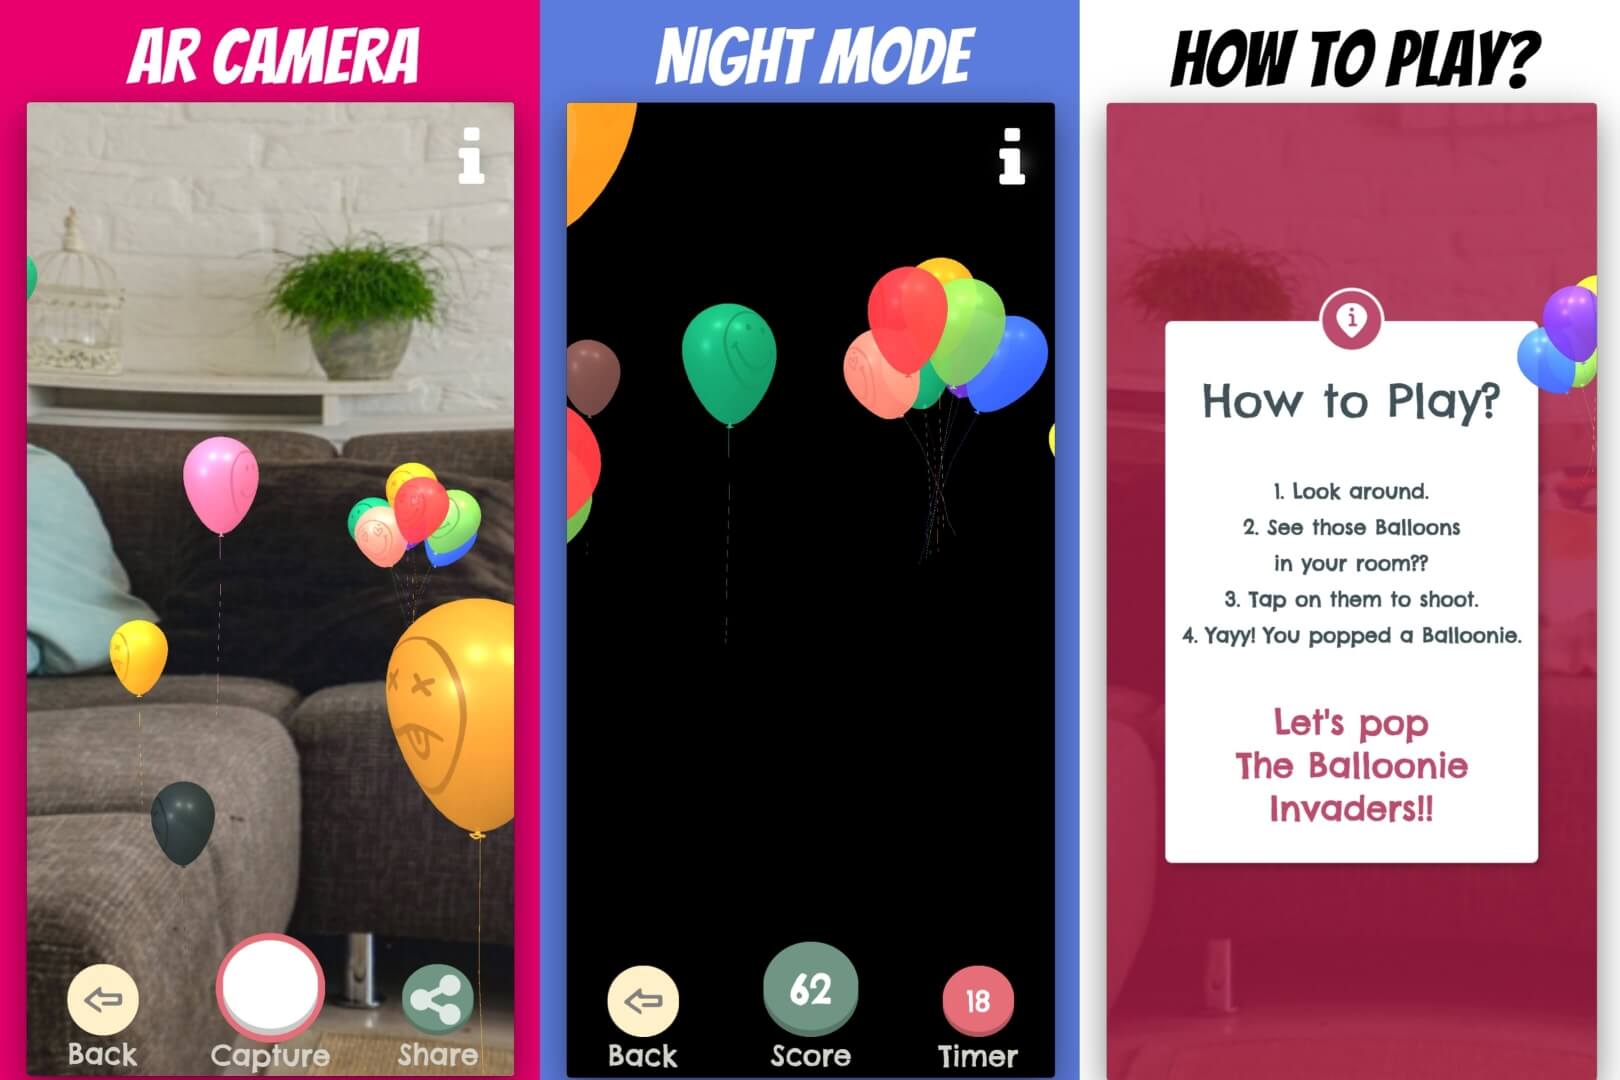 AR CAMERA
i
Back
Capture
Share
NIGHT MODE
i
Back
62
Score
18
Timer
HOW TO PLAY?
i
How to Play?
1. Look around.
2. See those Balloons
in your room??
3. Tap on them to shoot.
4. Yayy! You popped a Balloonie.
Let's pop
The Balloonie
Invaders!!